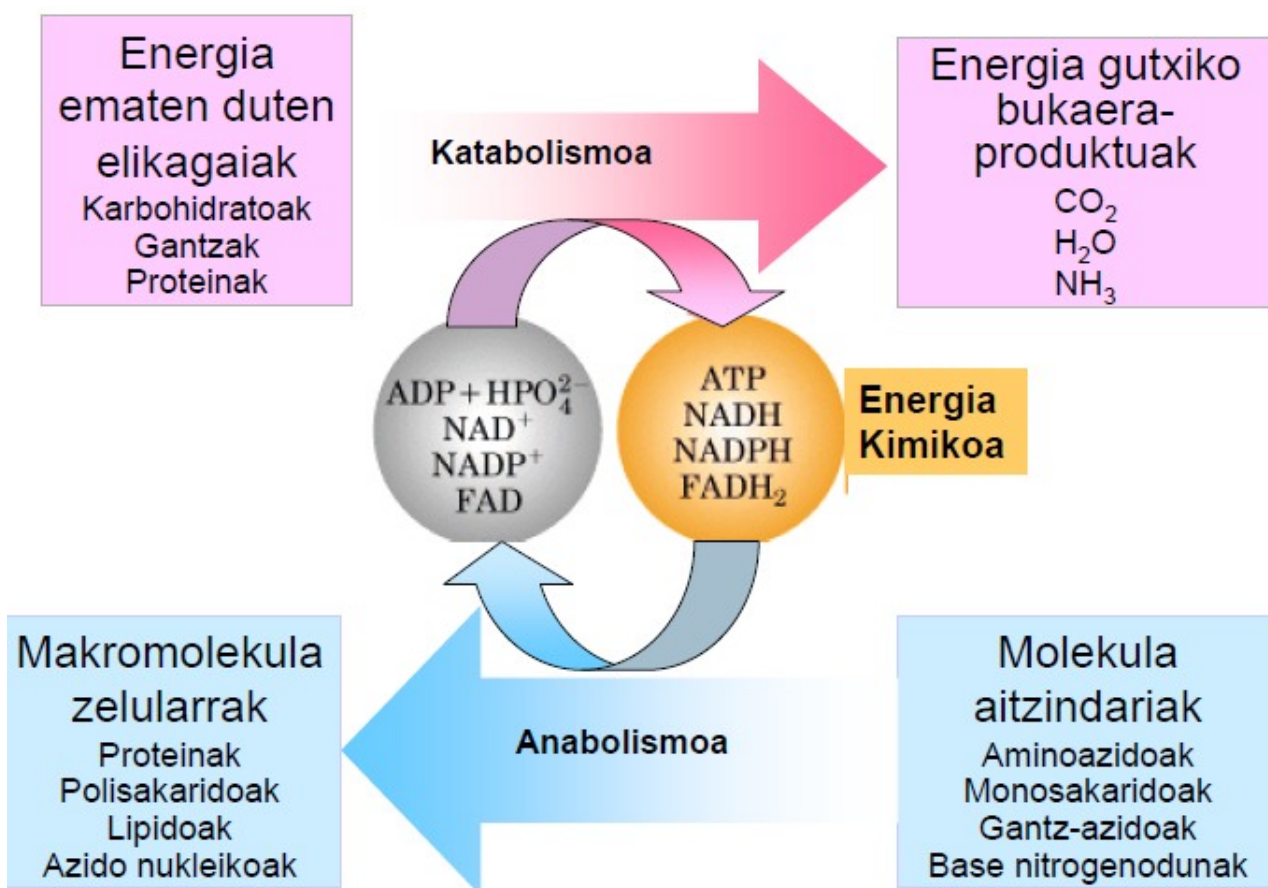 Energia
ematen duten
elikagaiak
Karbohidratoak
Gantzak
Proteinak
Katabolismoa
Energia gutxiko
bukaera-
produktuak
CO₂
H₂O
NH₃
ADP + HPO₄²⁻
NAD⁺
NADP⁺
FAD
ATP
NADH
NADPH
FADH₂
Energia
Kimikoa
Makromolekula
zelularrak
Proteinak
Polisakaridoak
Lipidoak
Azido nukleikoak
Anabolismoa
Molekula
aitzindariak
Aminoazidoak
Monosakaridoak
Gantz-azidoak
Base nitrogenodunak